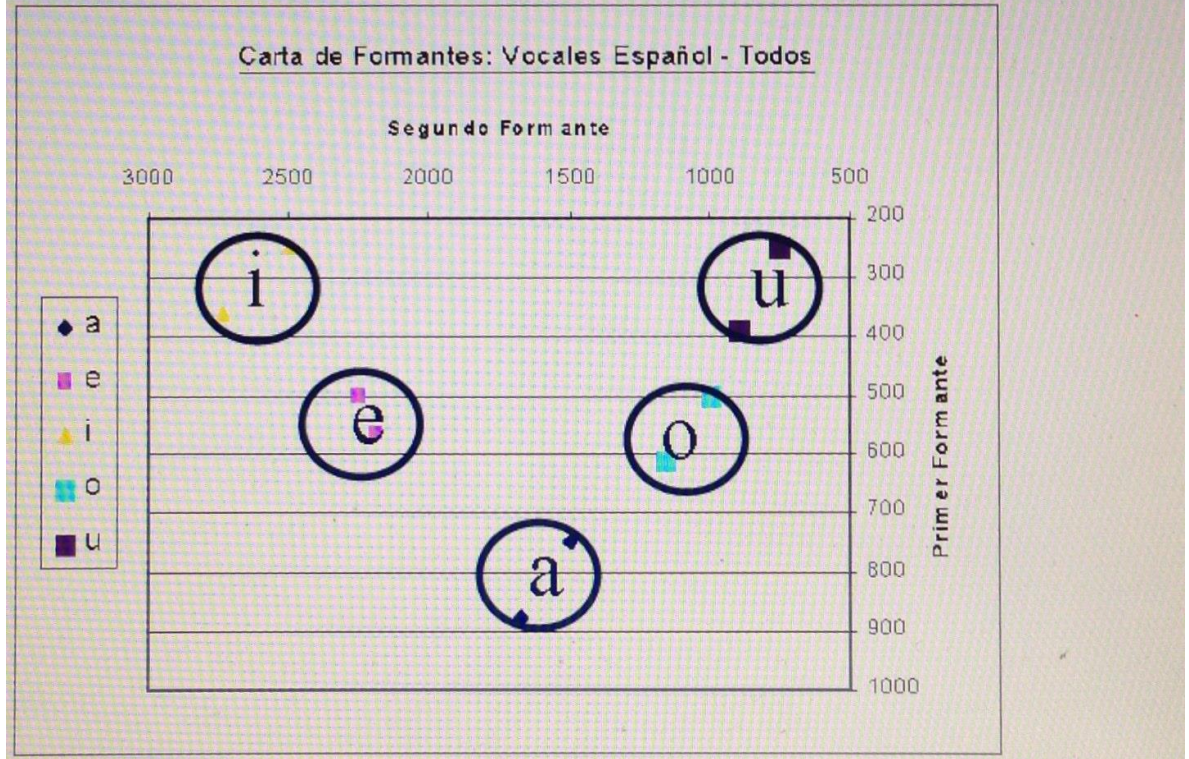 Carta de Formantes: Vocales Español - Todos
Segundo Formante
3000 2500 2000 1500 1000 500
200
300
400
500
600
700
800
900
1000
Primer Formante
i
u
e
o
a
a
e
i
o
u